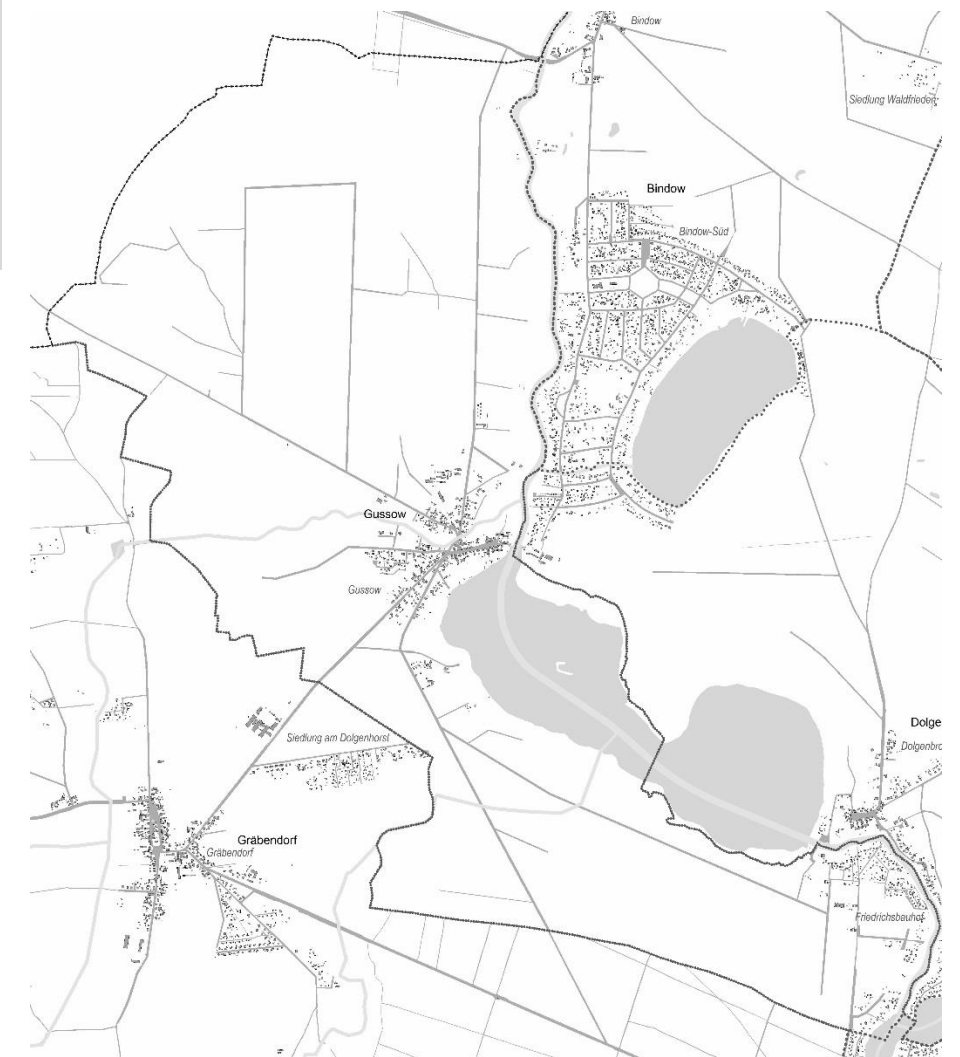 Bindow
Siedlung Waldfrieden
Bindow
Bindow-Süd
Gussow
Gussow
Dolge
Siedlung am Dolgenhorst
Dolgenbro
Gräbendorf
Gräbendorf
Friedrichsbauhof